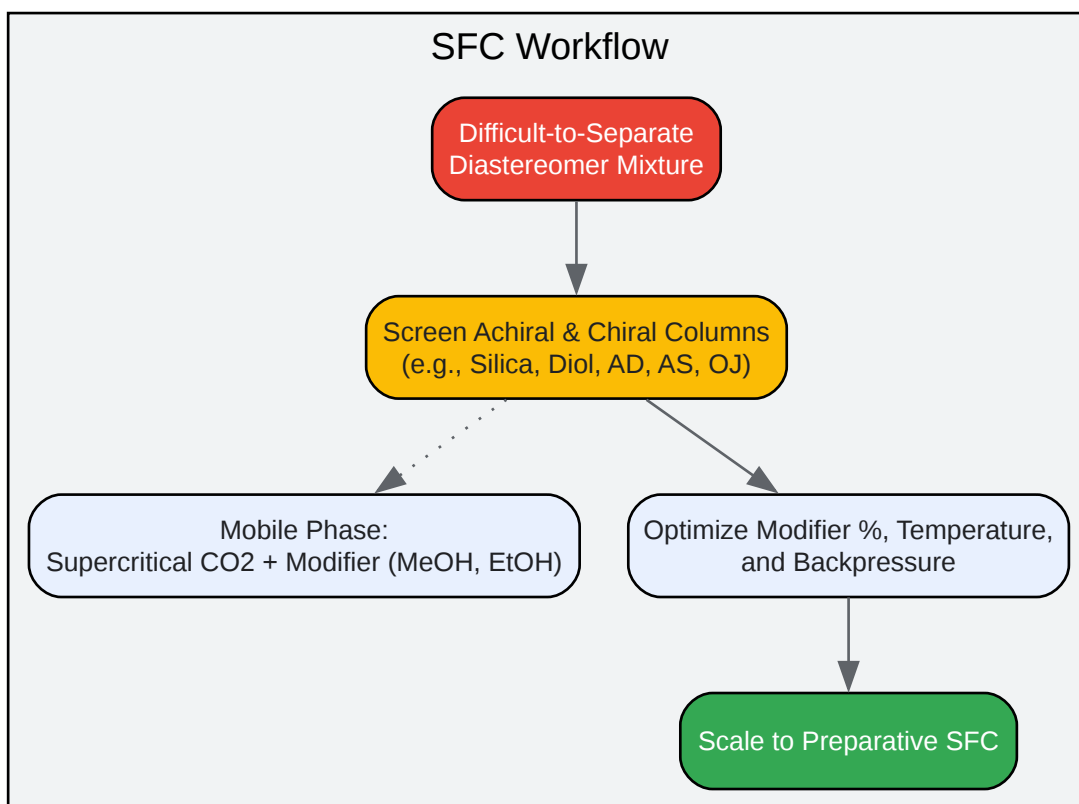 SFC Workflow
Difficult-to-Separate
Diastereomer Mixture
Screen Achiral & Chiral Columns
(e.g., Silica, Diol, AD, AS, OJ)
Mobile Phase:
Supercritical CO2 + Modifier (MeOH, EtOH)
Optimize Modifier %, Temperature,
and Backpressure
Scale to Preparative SFC